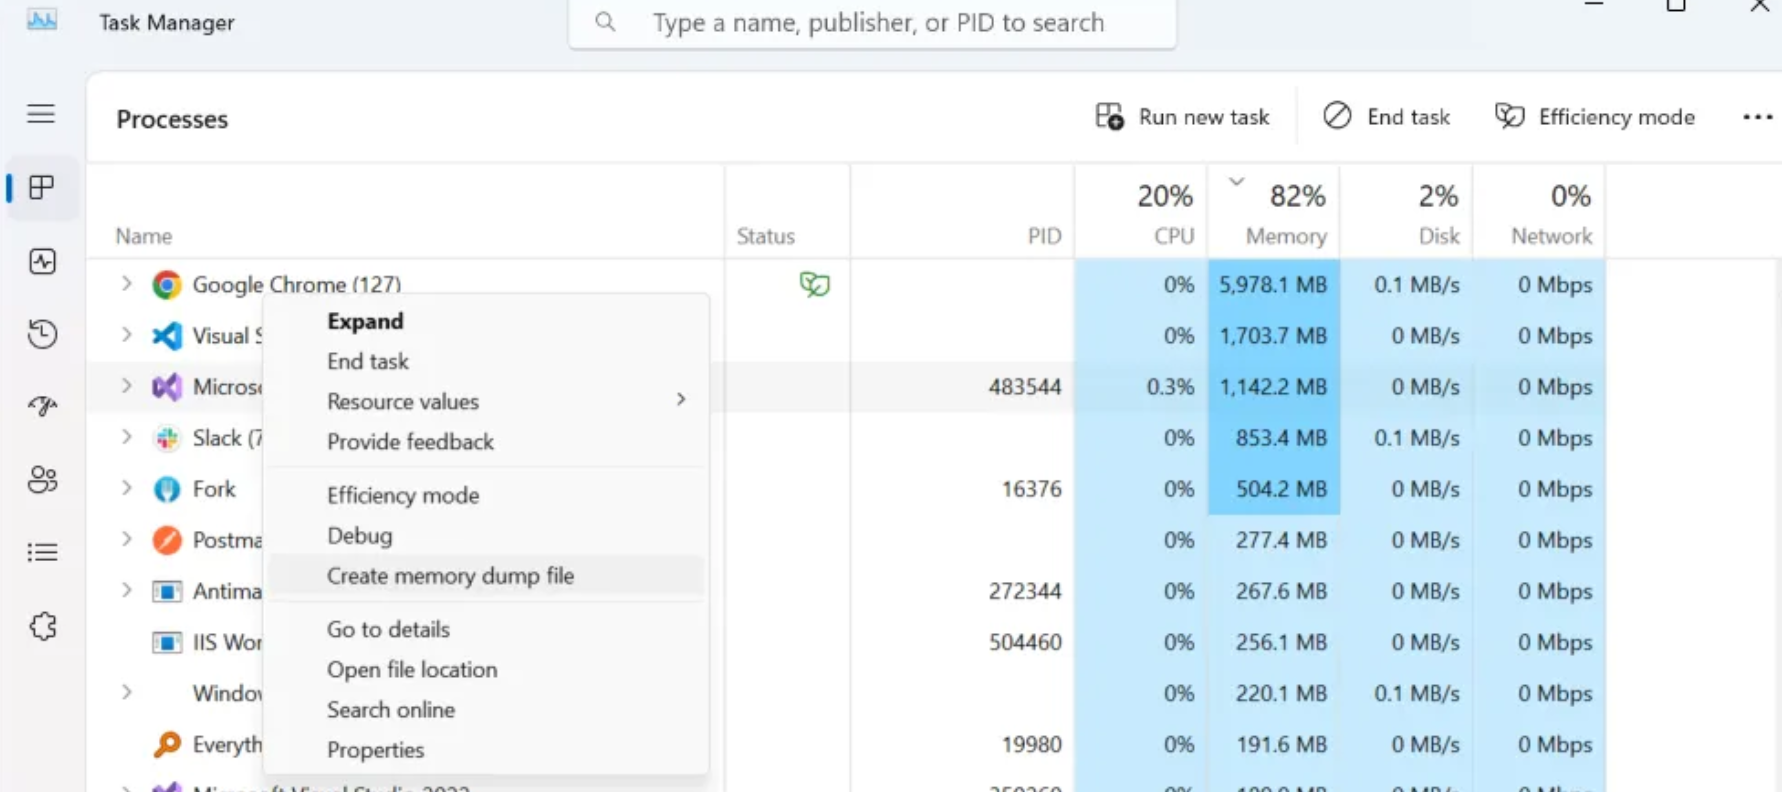 Task Manager
Type a name, publisher, or PID to search
Processes
Run new task
End task
Efficiency mode
20% 82% 2% 0%
Name Status PID CPU Memory Disk Network
Google Chrome (127) 0% 5,978.1 MB 0.1 MB/s 0 Mbps
Visual S 0% 1,703.7 MB 0 MB/s 0 Mbps
Micros 483544 0.3% 1,142.2 MB 0 MB/s 0 Mbps
Slack (7 0% 853.4 MB 0.1 MB/s 0 Mbps
Fork 16376 0% 504.2 MB 0 MB/s 0 Mbps
Postma 0% 277.4 MB 0 MB/s 0 Mbps
Antima 272344 0% 267.6 MB 0 MB/s 0 Mbps
IIS Wor 504460 0% 256.1 MB 0 MB/s 0 Mbps
Window 0% 220.1 MB 0.1 MB/s 0 Mbps
Everyth 19980 0% 191.6 MB 0 MB/s 0 Mbps
Microsoft Visual Studio 2022
Expand
End task
Resource values
Provide feedback
Efficiency mode
Debug
Create memory dump file
Go to details
Open file location
Search online
Properties